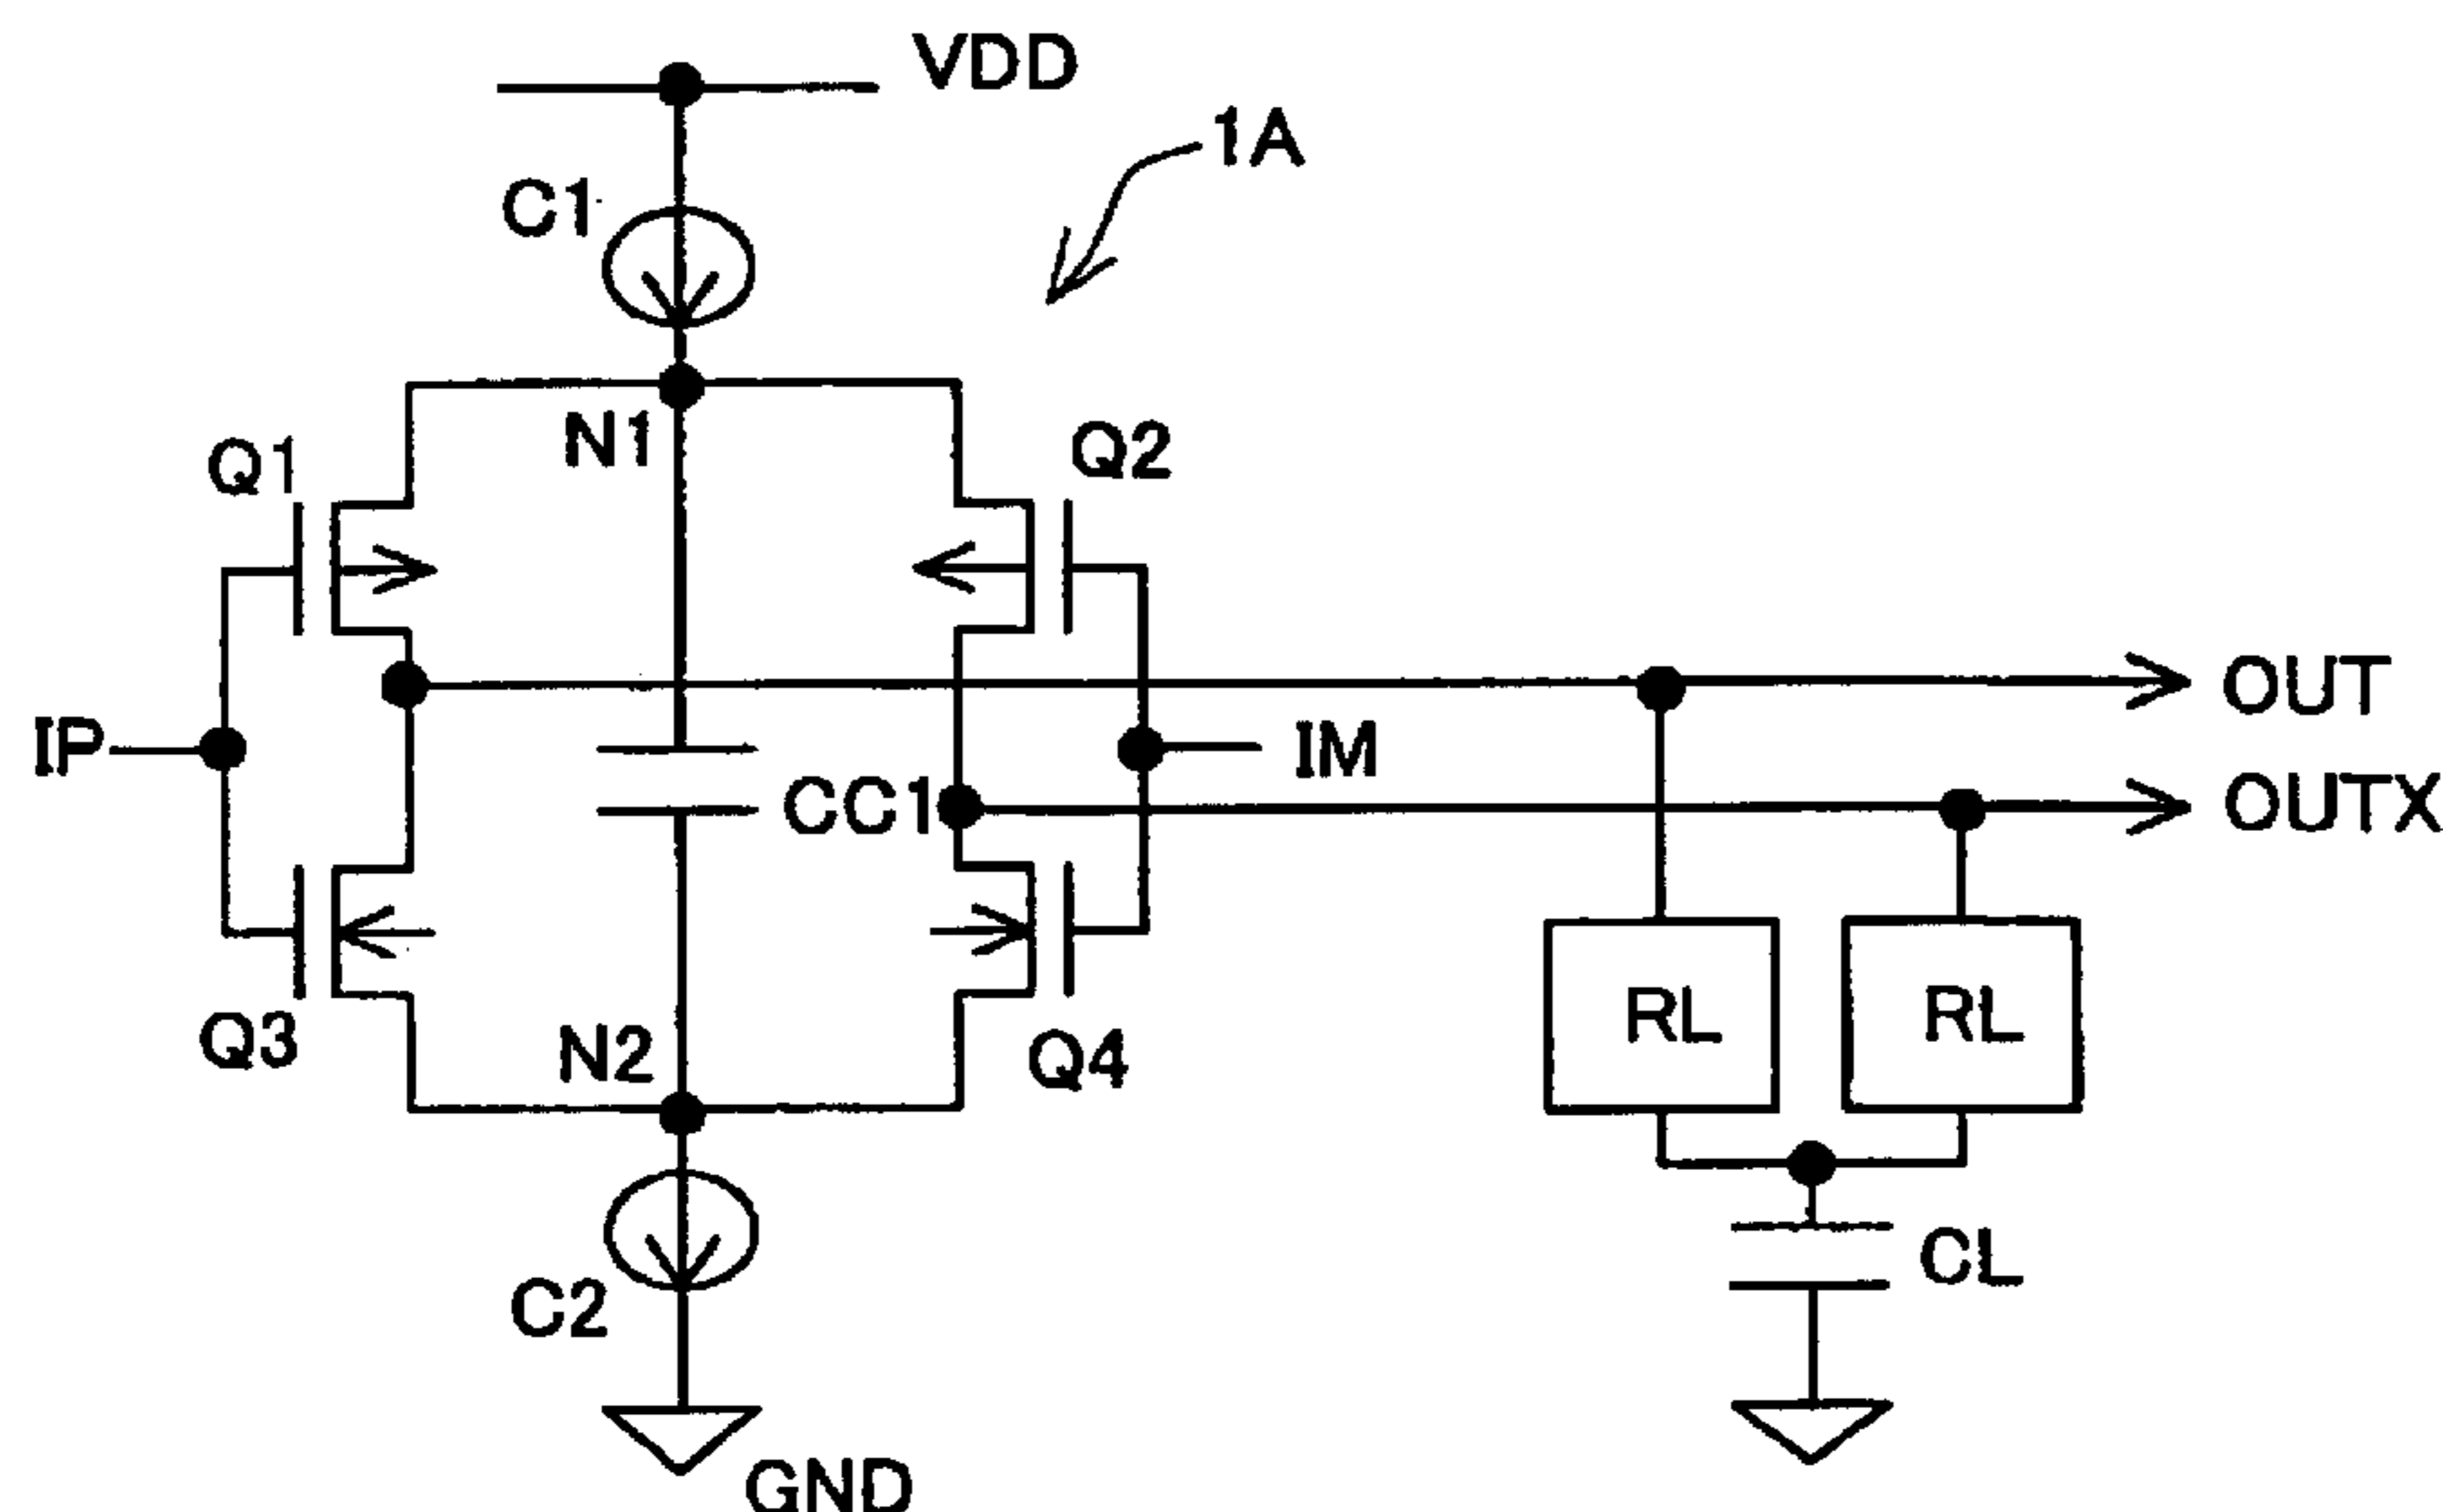 VDD
1A
C1
N1
Q1
Q2
OUT
IP
IM
CC1
OUTX
RL
RL
Q3
N2
Q4
CL
C2
GND